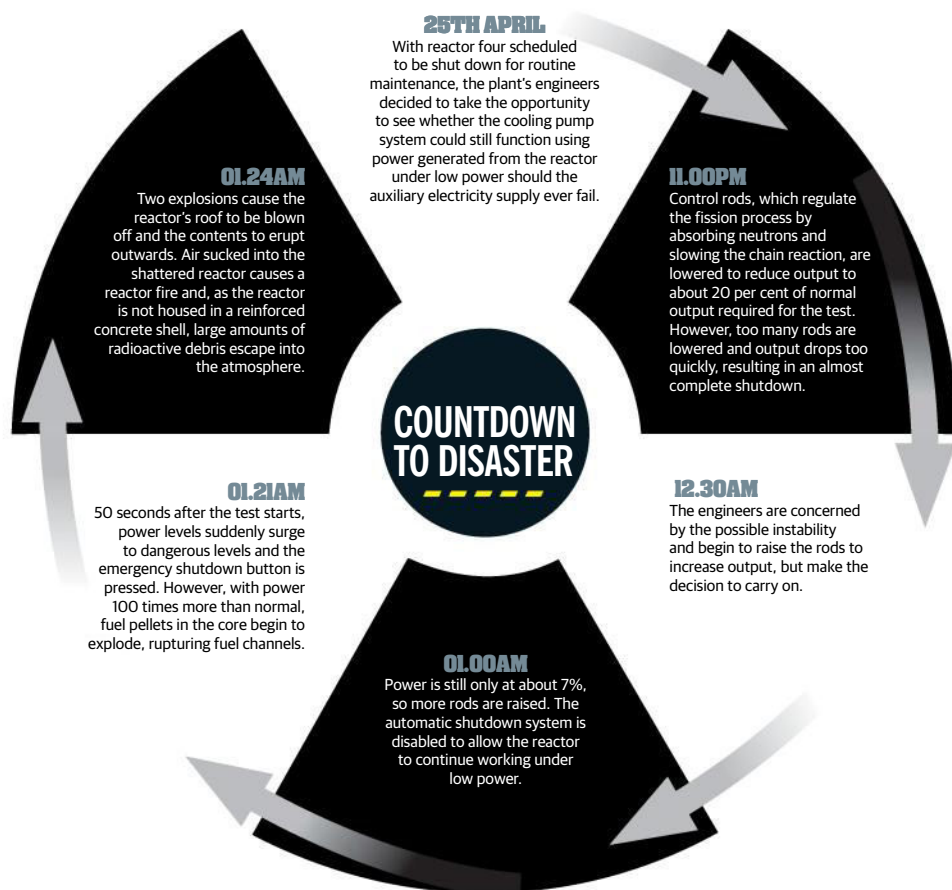 25TH APRIL
With reactor four scheduled
to be shut down for routine
maintenance, the plant's engineers
decided to take the opportunity
to see whether the cooling pump
system could still function using
power generated from the reactor
under low power should the
auxiliary electricity supply ever fail.
11.00PM
Control rods, which regulate
the fission process by
absorbing neutrons and
slowing the chain reaction, are
lowered to reduce output to
about 20 per cent of normal
output required for the test.
However, too many rods are
lowered and output drops too
quickly, resulting in an almost
complete shutdown.
12.30AM
The engineers are concerned
by the possible instability
and begin to raise the rods to
increase output, but make the
decision to carry on.
01.00AM
Power is still only at about 7%,
so more rods are raised. The
automatic shutdown system is
disabled to allow the reactor
to continue working under
low power.
01.21AM
50 seconds after the test starts,
power levels suddenly surge
to dangerous levels and the
emergency shutdown button is
pressed. However, with power
100 times more than normal,
fuel pellets in the core begin to
explode, rupturing fuel channels.
01.24AM
Two explosions cause the
reactor's roof to be blown
off and the contents to erupt
outwards. Air sucked into the
shattered reactor causes a
reactor fire and, as the reactor
is not housed in a reinforced
concrete shell, large amounts of
radioactive debris escape into
the atmosphere.
COUNTDOWN
TO DISASTER